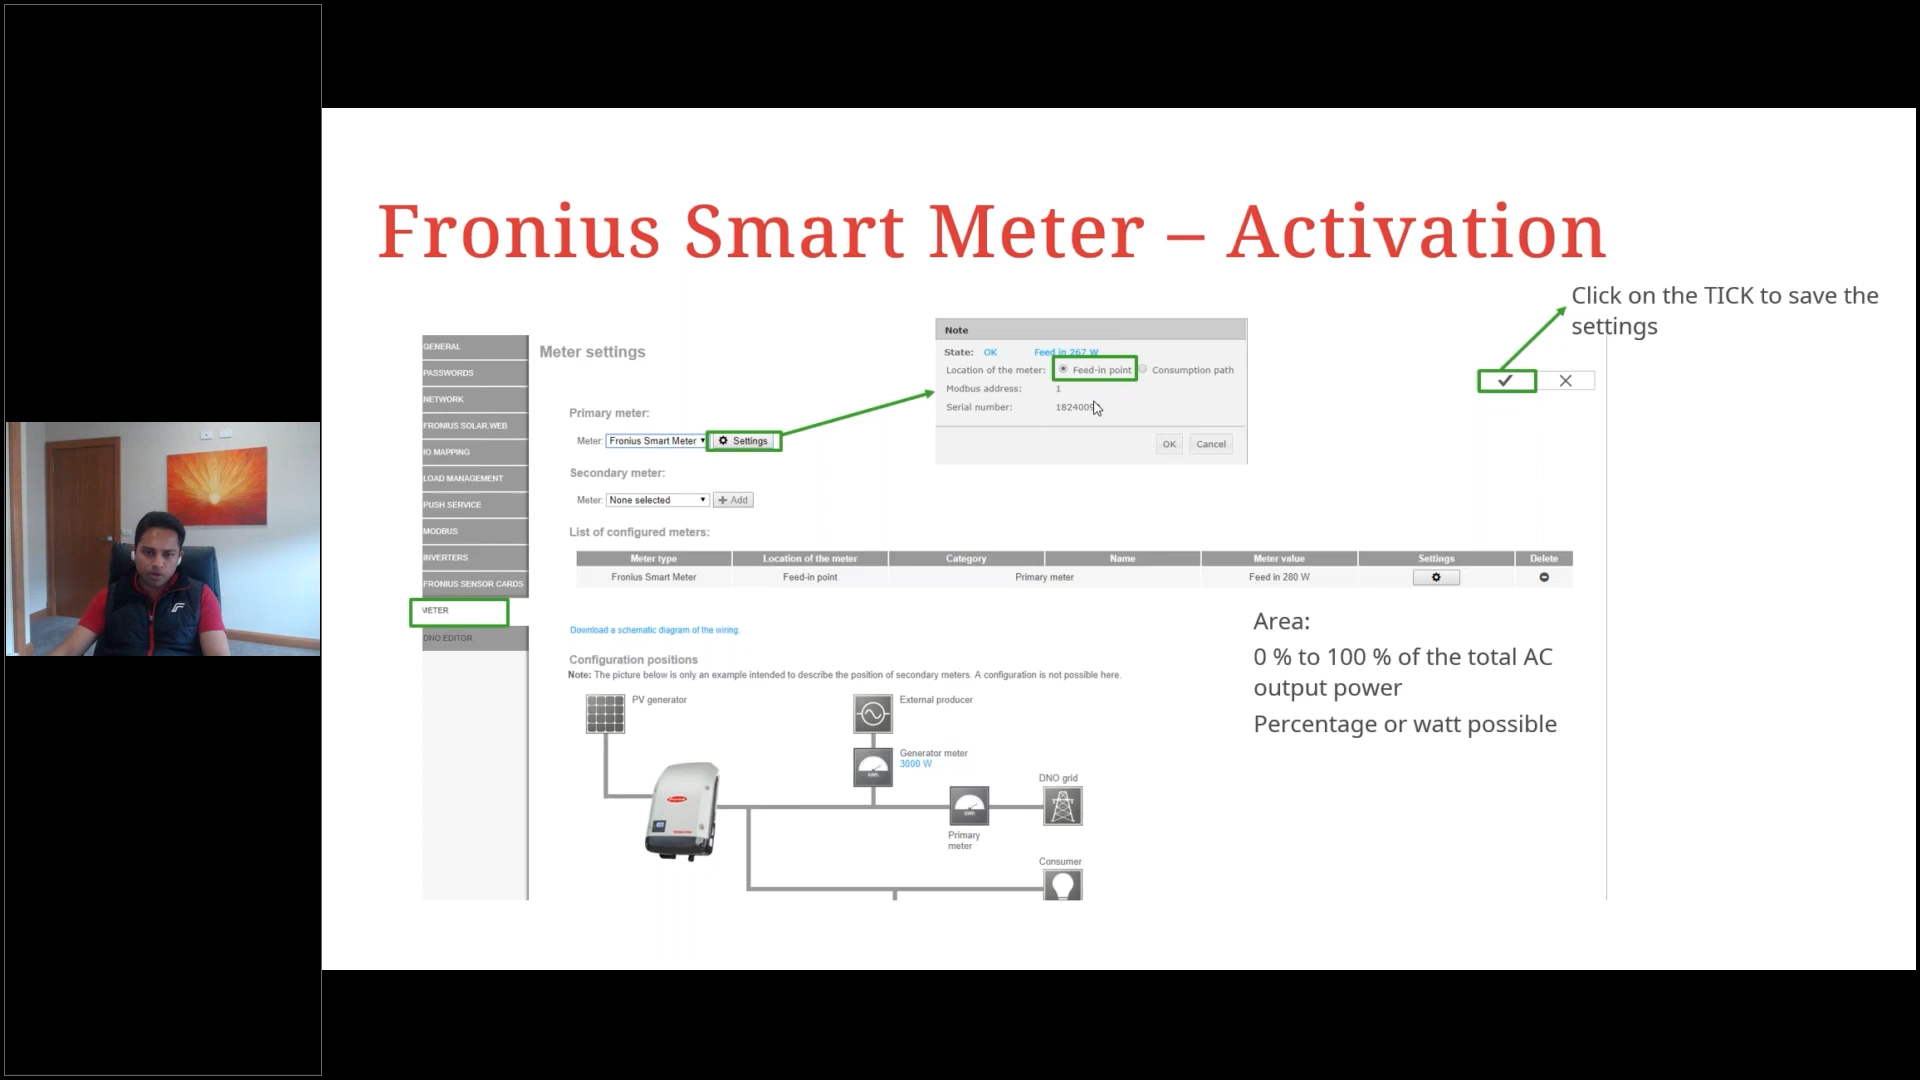 Fronius Smart Meter – Activation
Click on the TICK to save the
settings
GENERAL
PASSWORDS
NETWORK
FRONIUS SOLAR.WEB
IO MAPPING
LOAD MANAGEMENT
PUSH SERVICE
MODBUS
INVERTERS
FRONIUS SENSOR CARDS
METER
DNO EDITOR
Meter settings
Primary meter:
Meter: Fronius Smart Meter Settings
Secondary meter:
Meter: None selected + Add
Note
State: OK Feed in 267 W
Location of the meter: Feed-in point Consumption path
Modbus address: 1
Serial number:
OK Cancel
List of configured meters:
Meter type Location of the meter Category Name Meter value Settings Delete
Fronius Smart Meter Feed-in point Primary meter Feed in 280 W
Download a schematic diagram of the wiring.
Configuration positions
Note: The picture below is only an example intended to describe the position of secondary meters. A configuration is not possible here.
PV generator
External producer
Generator meter
3000 W
DNO grid
Primary
meter
Consumer
Area:
0 % to 100 % of the total AC
output power
Percentage or watt possible